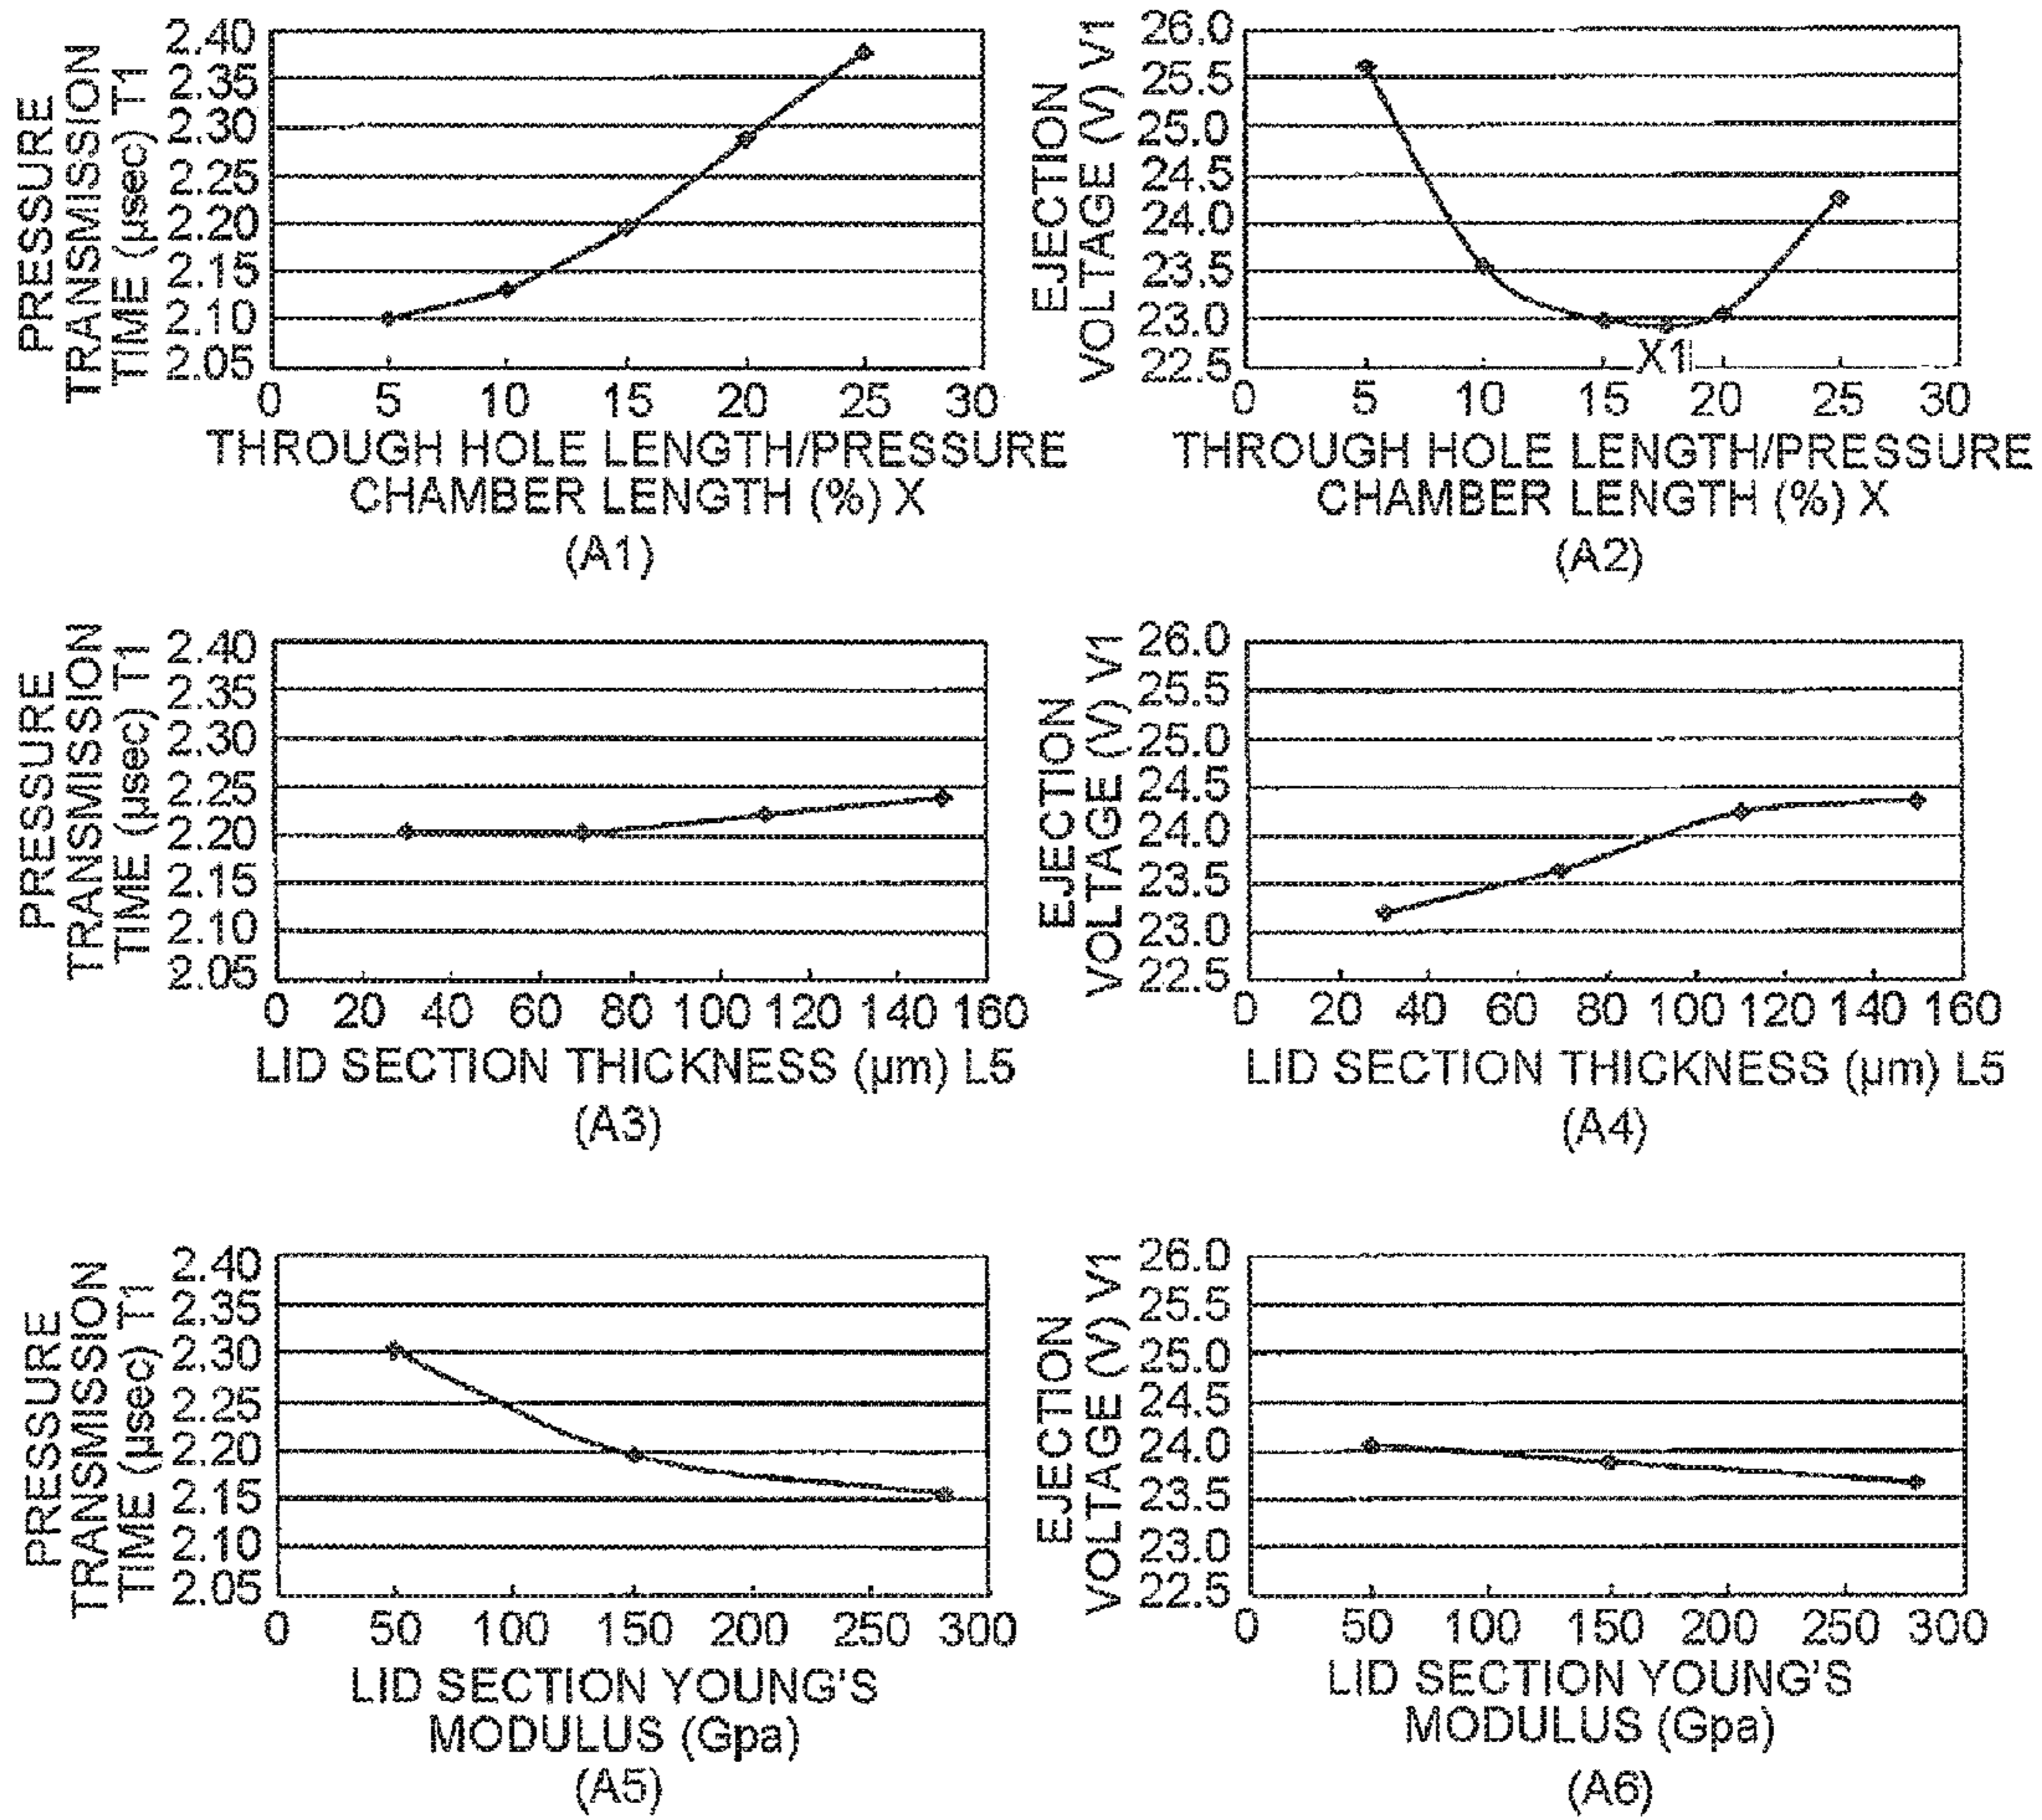 PRESSURE
TRANSMISSION
TIME (µsec) T1
2.40
2.35
2.30
2.25
2.20
2.15
2.10
2.05
0 5 10 15 20 25 30
THROUGH HOLE LENGTH/PRESSURE
CHAMBER LENGTH (%) X
(A1)
EJECTION
VOLTAGE (V) V1
26.0
25.5
25.0
24.5
24.0
23.5
23.0
22.5
X1
0 5 10 15 20 25 30
THROUGH HOLE LENGTH/PRESSURE
CHAMBER LENGTH (%) X
(A2)
PRESSURE
TRANSMISSION
TIME (µsec) T1
2.40
2.35
2.30
2.25
2.20
2.15
2.10
2.05
0 20 40 60 80 100 120 140 160
LID SECTION THICKNESS (µm) L5
(A3)
EJECTION
VOLTAGE (V) V1
26.0
25.5
25.0
24.5
24.0
23.5
23.0
22.5
0 20 40 60 80 100 120 140 160
LID SECTION THICKNESS (µm) L5
(A4)
PRESSURE
TRANSMISSION
TIME (µsec) T1
2.40
2.35
2.30
2.25
2.20
2.15
2.10
2.05
0 50 100 150 200 250 300
LID SECTION YOUNG'S
MODULUS (Gpa)
(A5)
EJECTION
VOLTAGE (V) V1
26.0
25.5
25.0
24.5
24.0
23.5
23.0
22.5
0 50 100 150 200 250 300
LID SECTION YOUNG'S
MODULUS (Gpa)
(A6)